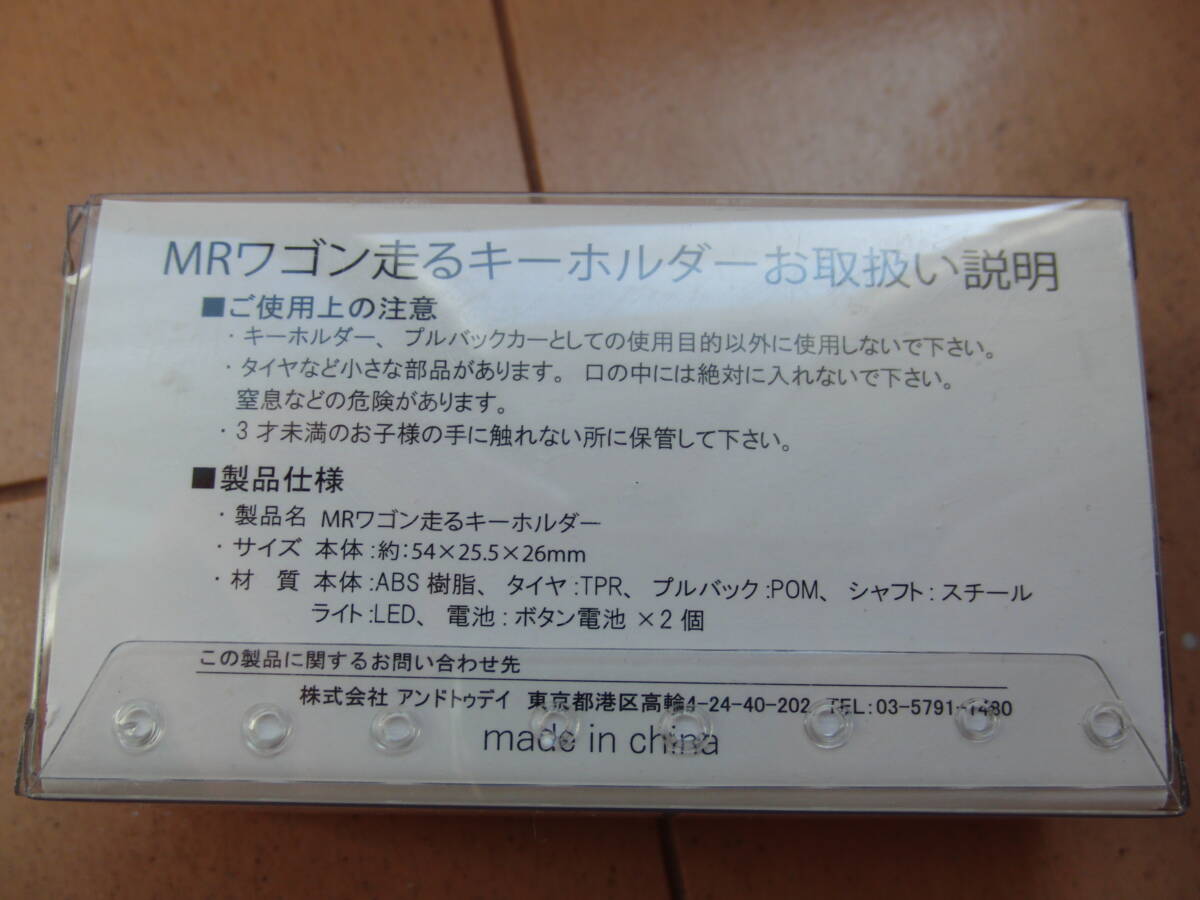 MRワゴン走るキーホルダーお取扱い説明
■ご使用上の注意
・キーホルダー、プルバックカーとしての使用目的以外に使用しないで下さい。
・タイヤなど小さな部品があります。口の中には絶対に入れないで下さい。
窒息などの危険があります。
・3才未満のお子様の手に触れない所に保管して下さい。
■製品仕様
・製品名 MRワゴン走るキーホルダー
・サイズ 本体:約:54×25.5×26mm
・材 質 本体:ABS樹脂、タイヤ:TPR、プルバック:POM、シャフト:スチール
ライト:LED、電池:ボタン電池×2個
この製品に関するお問い合わせ先
株式会社 アンドトゥデイ 東京都港区高輪4-24-40-202 TEL:03-5791-1480
made in china